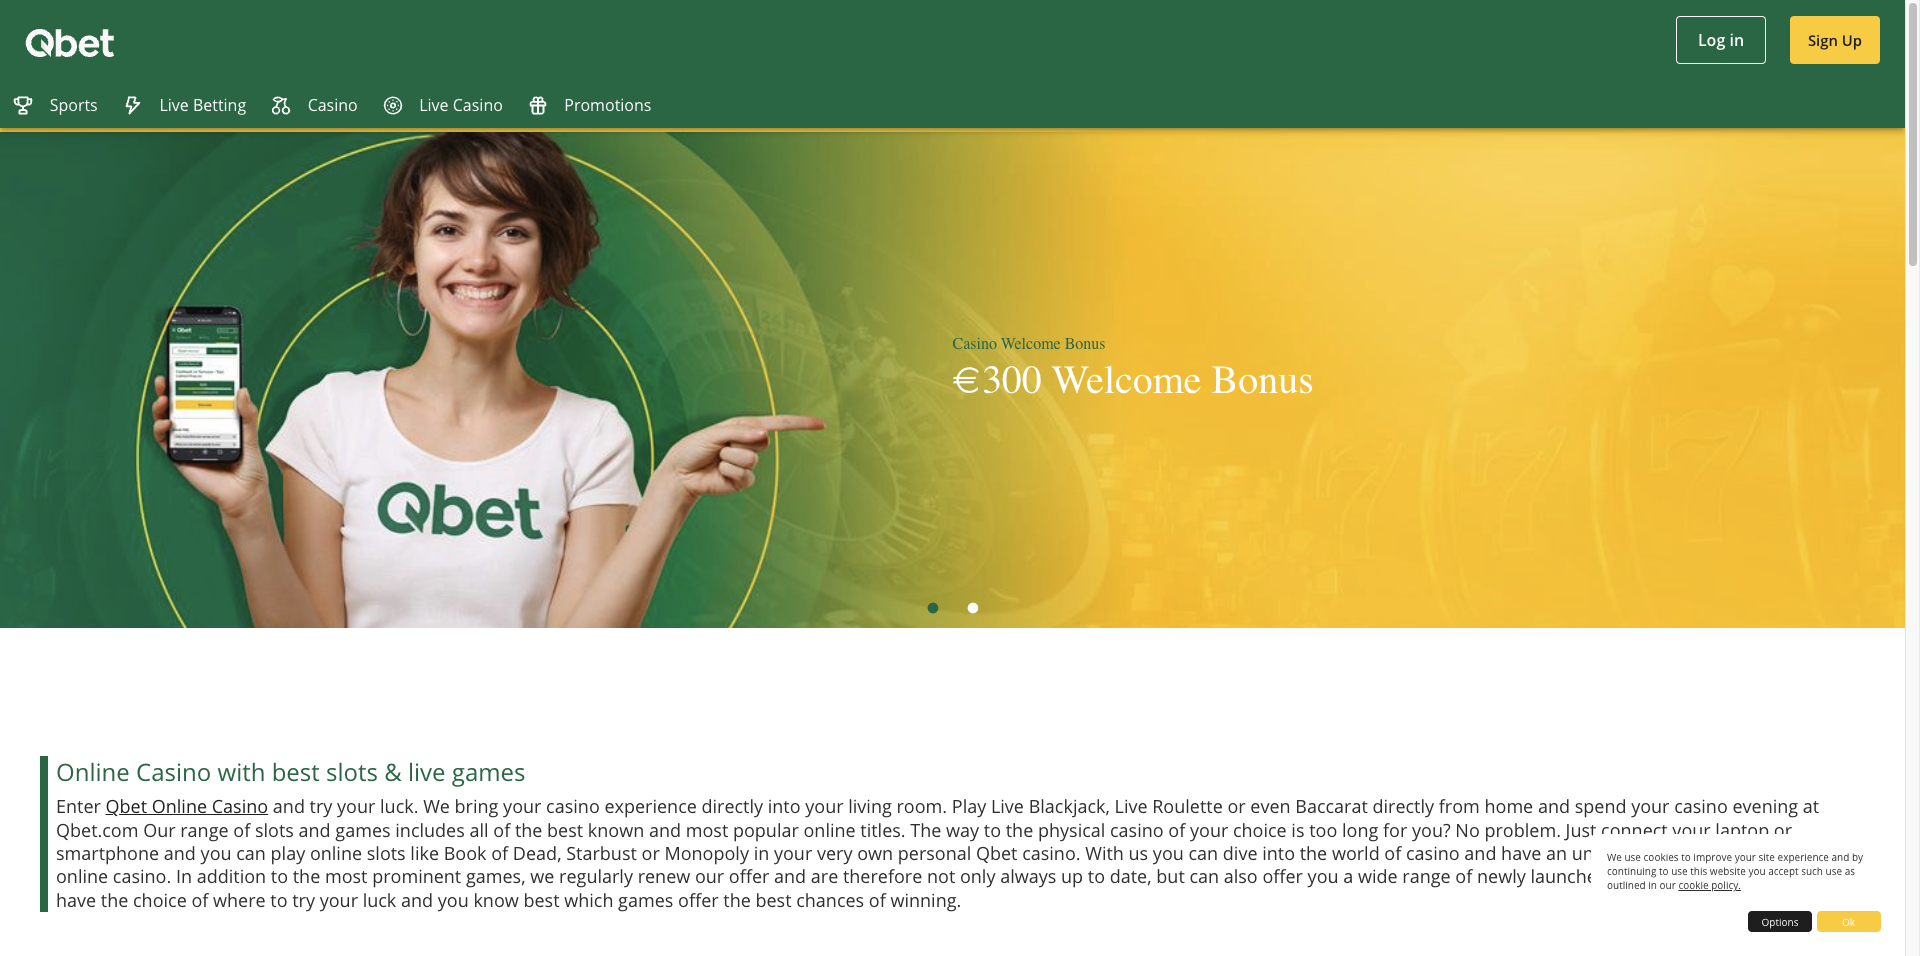 Qbet
Log in
Sign Up
Sports
Live Betting
Casino
Live Casino
Promotions
Qbet
Casino Welcome Bonus
€300 Welcome Bonus
Qbet
Online Casino with best slots & live games
Enter Qbet Online Casino and try your luck. We bring your casino experience directly into your living room. Play Live Blackjack, Live Roulette or even Baccarat directly from home and spend your casino evening at
Qbet.com Our range of slots and games includes all of the best known and most popular online titles. The way to the physical casino of your choice is too long for you? No problem. Just connect your laptop or
smartphone and you can play online slots like Book of Dead, Starbust or Monopoly in your very own personal Qbet casino. With us you can dive into the world of casino and have an
online casino. In addition to the most prominent games, we regularly renew our offer and are therefore not only always up to date, but can also offer you a wide range of newly
have the choice of where to try your luck and you know best which games offer the best chances of winning.
We use cookies to improve your site experience and by
continuing to use this website you accept such use as
outlined in our cookie policy.
Options
Ok